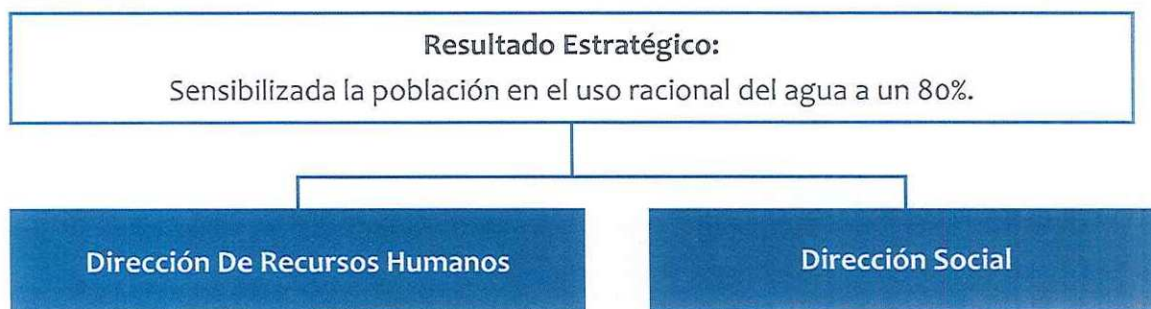 Resultado Estratégico:
Sensibilizada la población en el uso racional del agua a un 80%.
Dirección De Recursos Humanos
Dirección Social